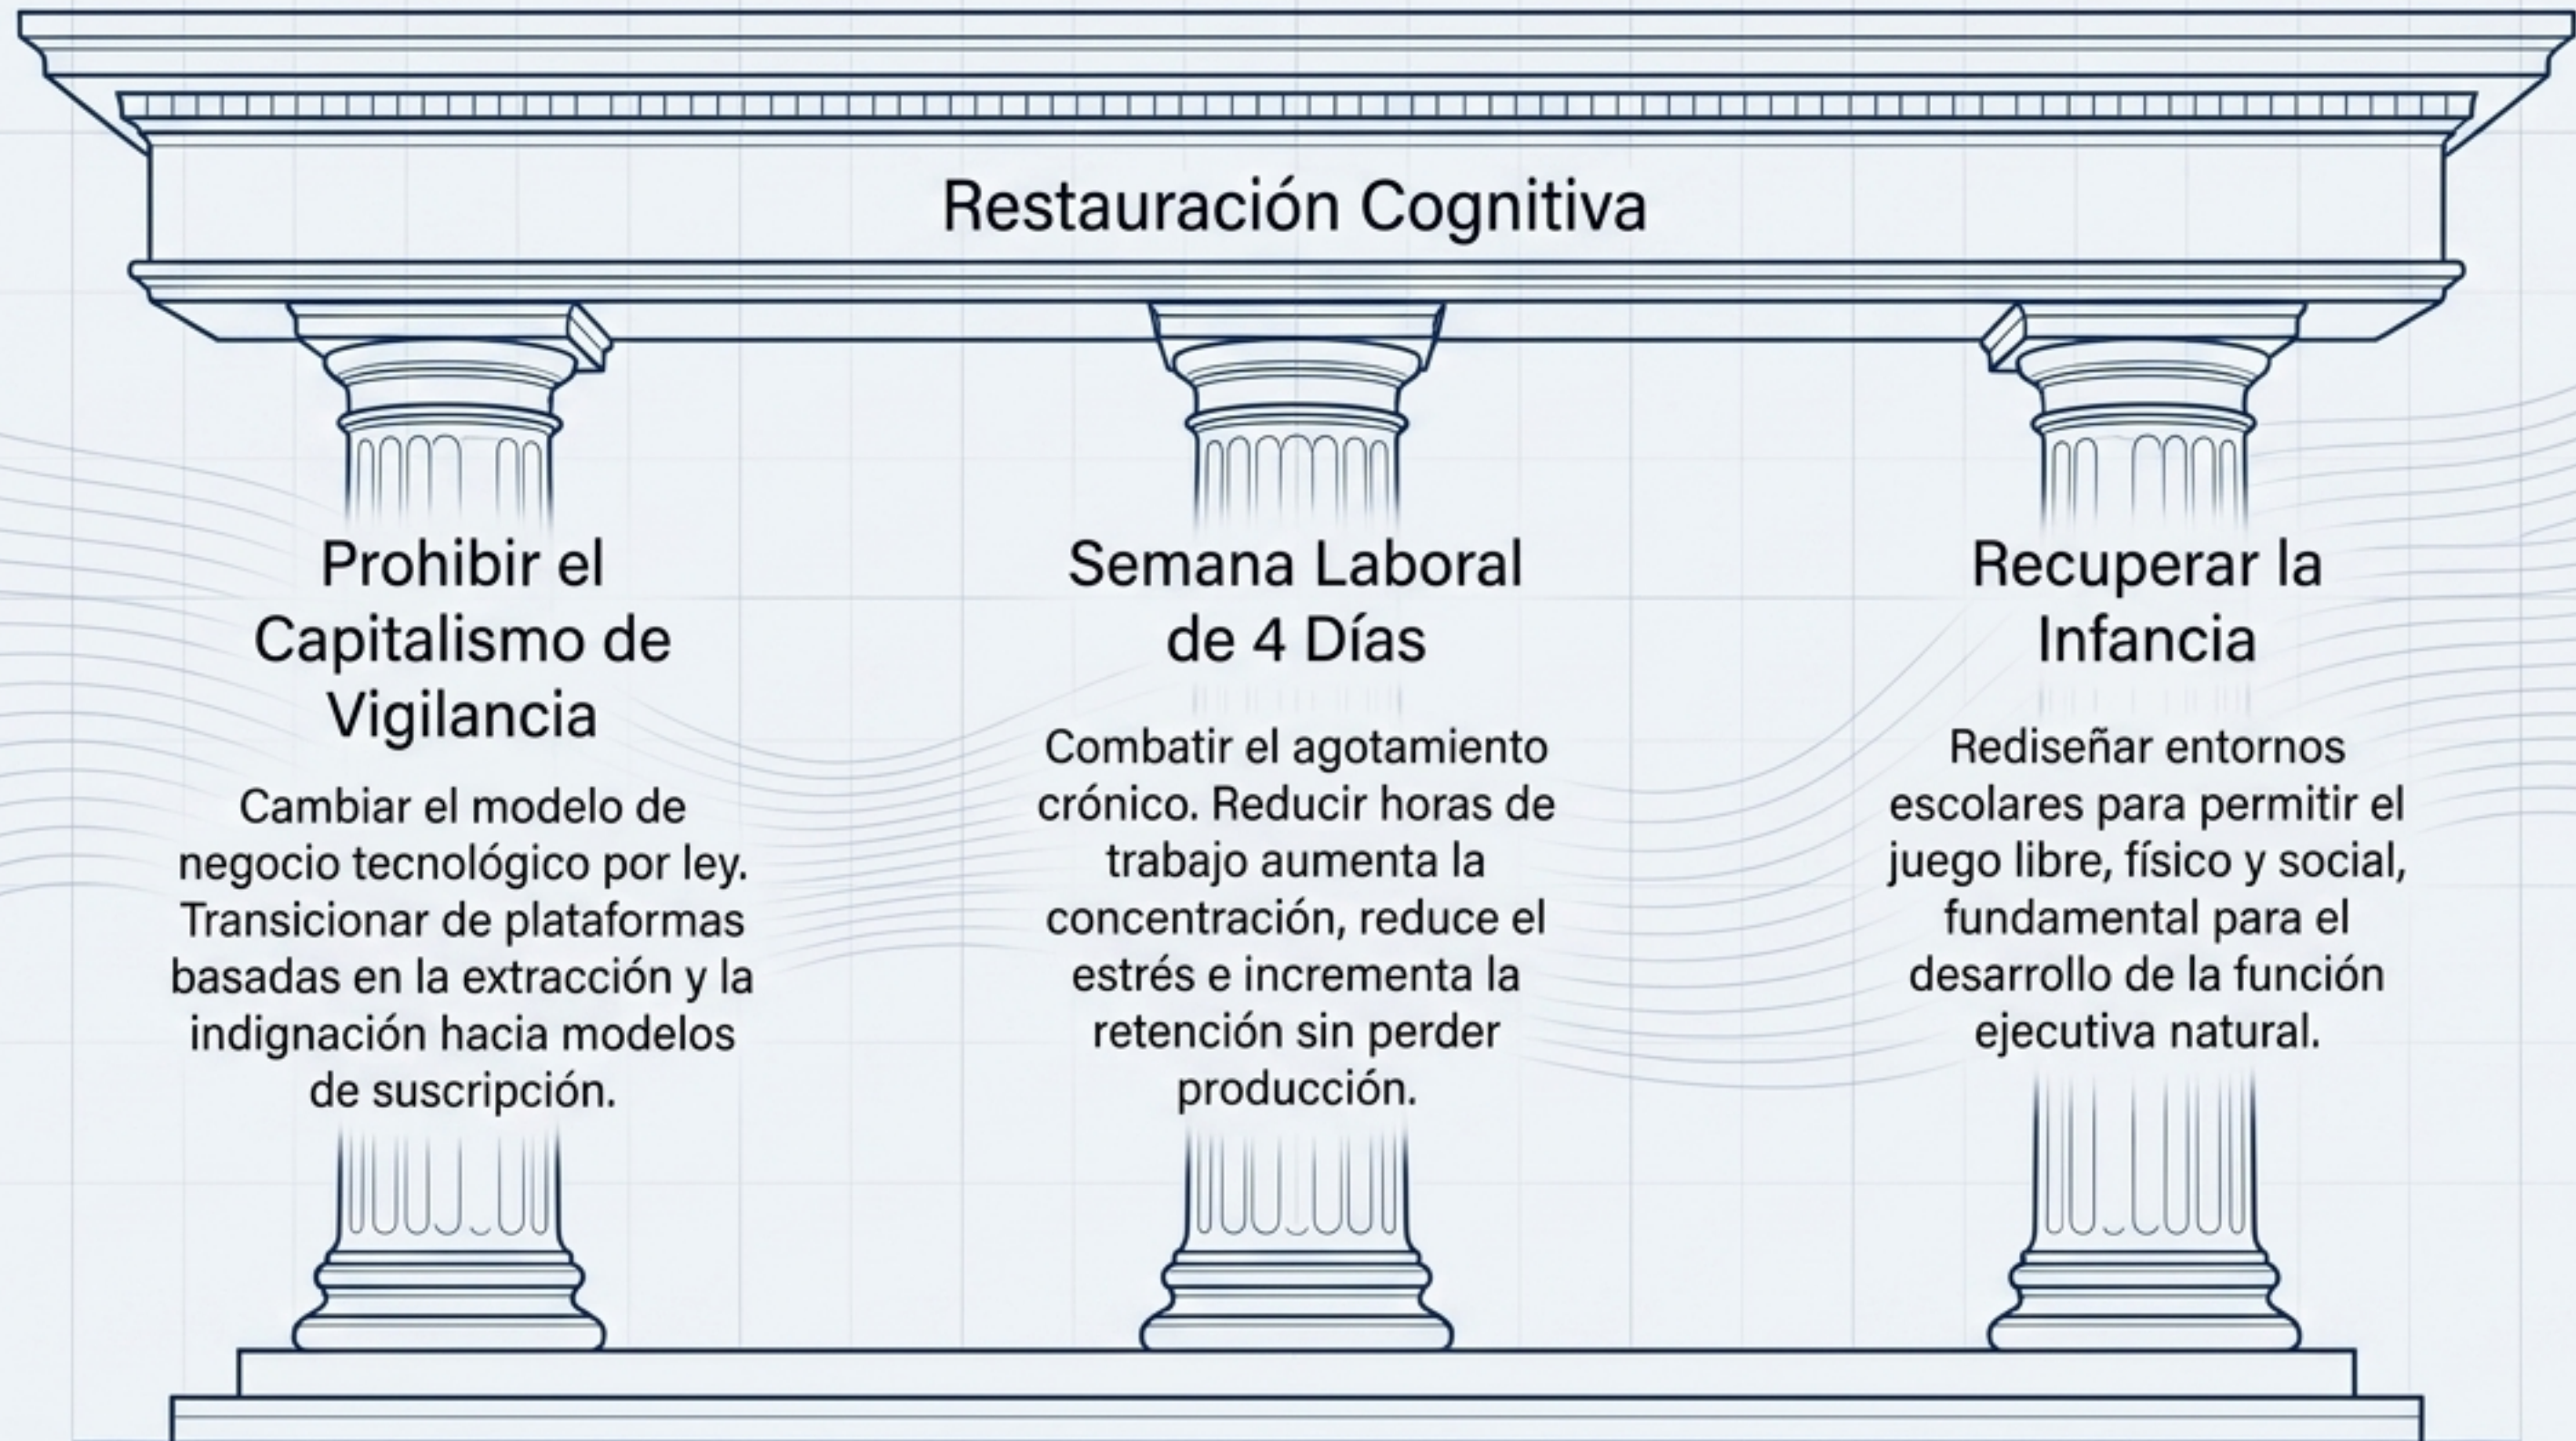 Restauración Cognitiva
Prohibir el
Capitalismo de
Vigilancia
Cambiar el modelo de
negocio tecnológico por ley.
Transicionar de plataformas
basadas en la extracción y la
indignación hacia modelos
de suscripción.
Semana Laboral
de 4 Días
Combatir el agotamiento
crónico. Reducir horas de
trabajo aumenta la
concentración, reduce el
estrés e incrementa la
retención sin perder
producción.
Recuperar la
Infancia
Rediseñar entornos
escolares para permitir el
juego libre, físico y social,
fundamental para el
desarrollo de la función
ejecutiva natural.